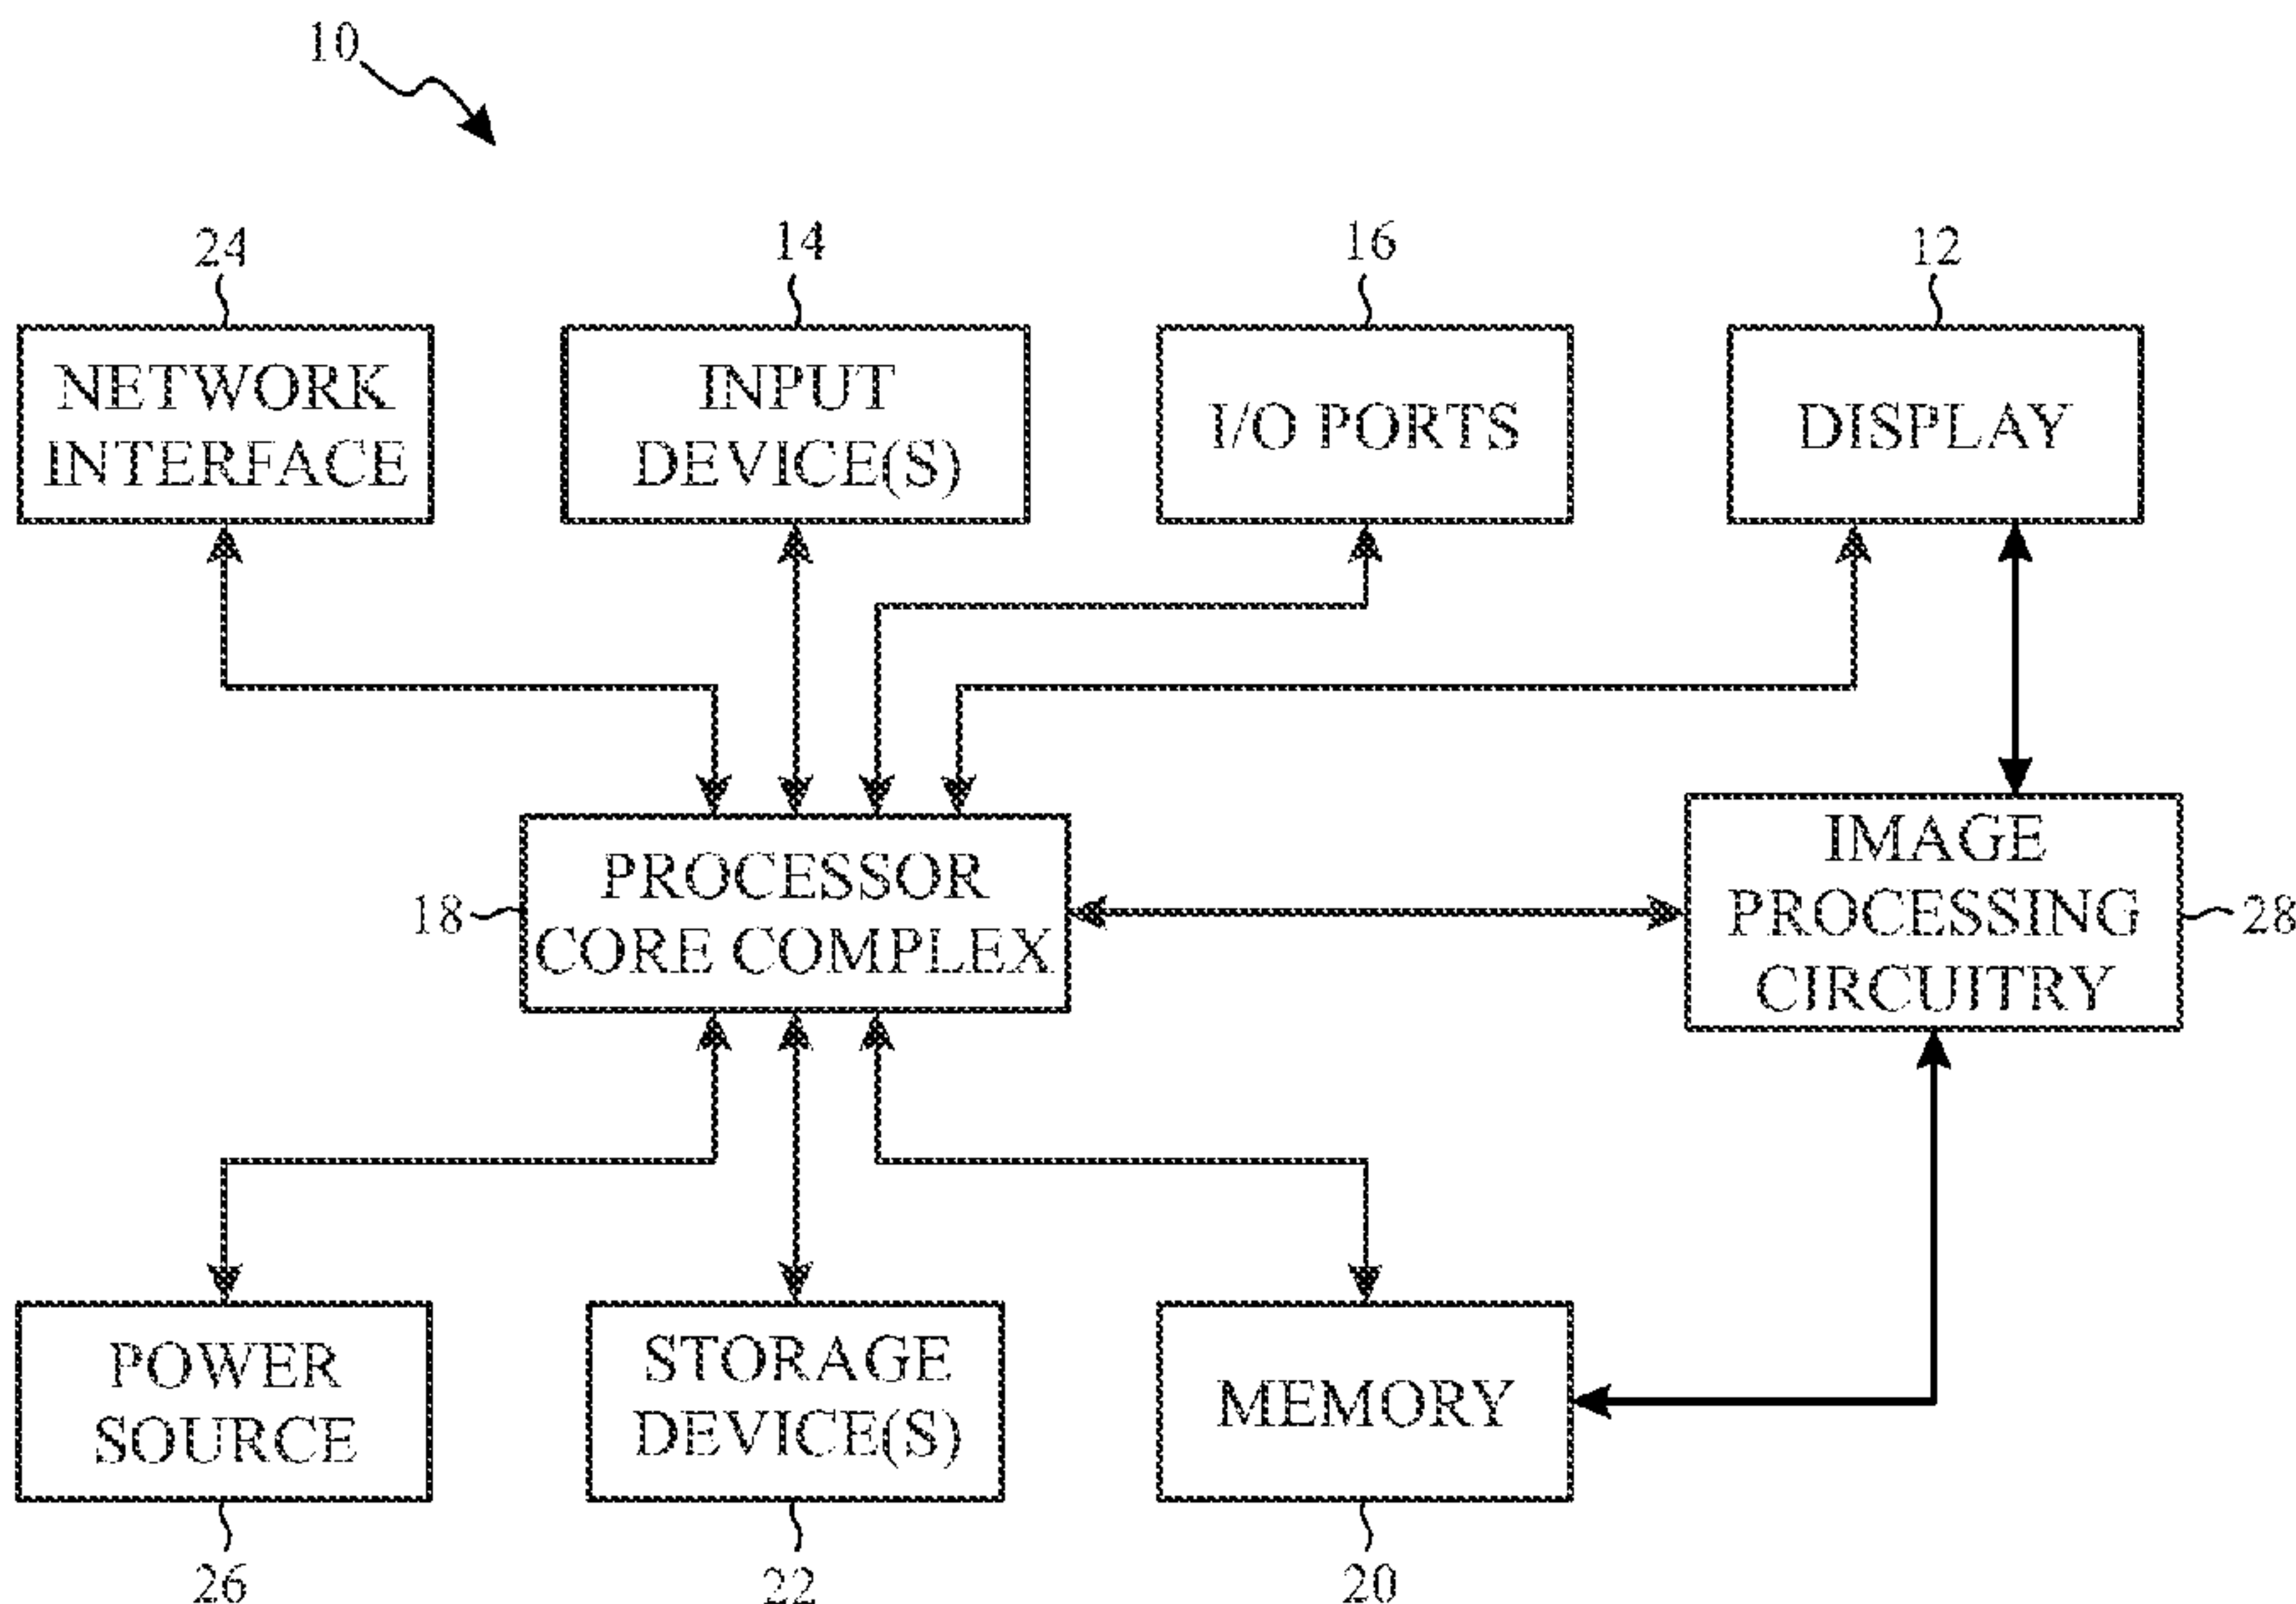 10
24
14
16
12
NETWORK
INTERFACE
INPUT
DEVICE(S)
I/O PORTS
DISPLAY
18
PROCESSOR
CORE COMPLEX
IMAGE
PROCESSING
CIRCUITRY
28
POWER
SOURCE
STORAGE
DEVICE(S)
MEMORY
26
22
20